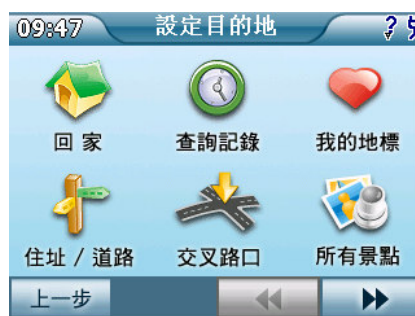 09:47 設定目的地 ?
回家 查詢記錄 我的地標
住址 / 道路 交叉路口 所有景點
上一步